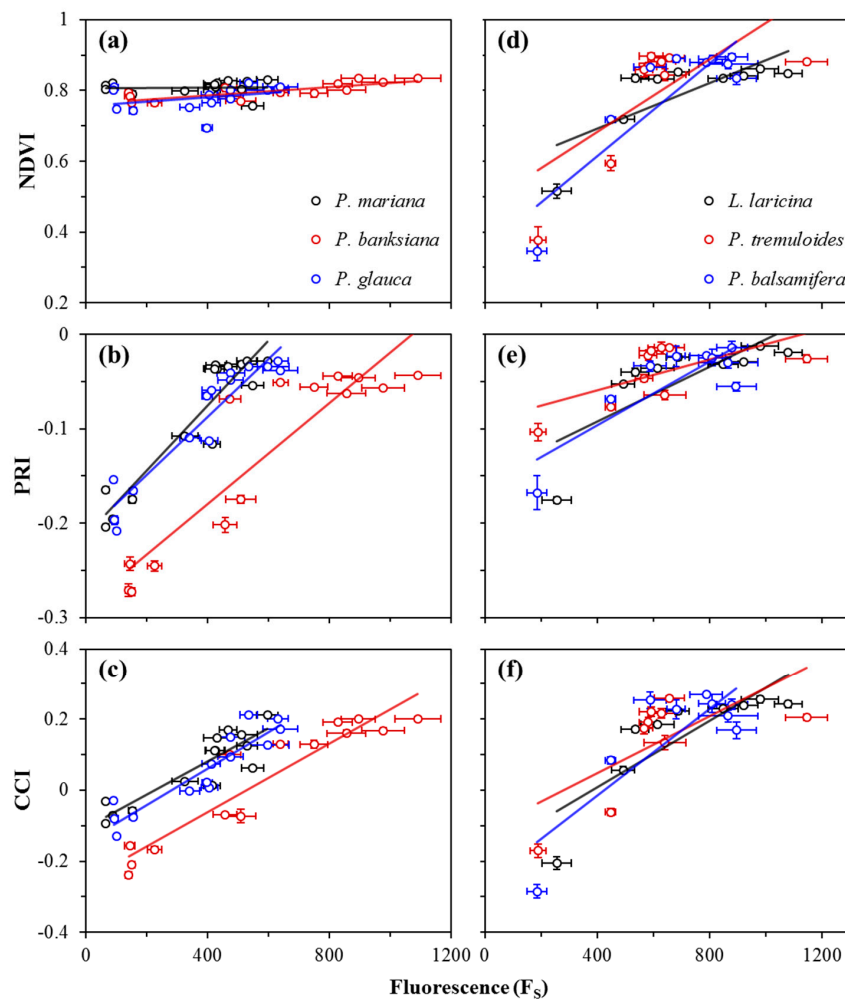 (a)
1
0.8
0.6
0.4
0.2
NDVI
P. mariana
P. banksiana
P. glauca
(d)
L. laricina
P. tremuloides
P. balsamifera
(b)
0
-0.1
-0.2
-0.3
PRI
(e)
(c)
0.4
0.2
0
-0.2
-0.4
CCI
(f)
0 400 800 1200
0 400 800 1200
Fluorescence (FS)